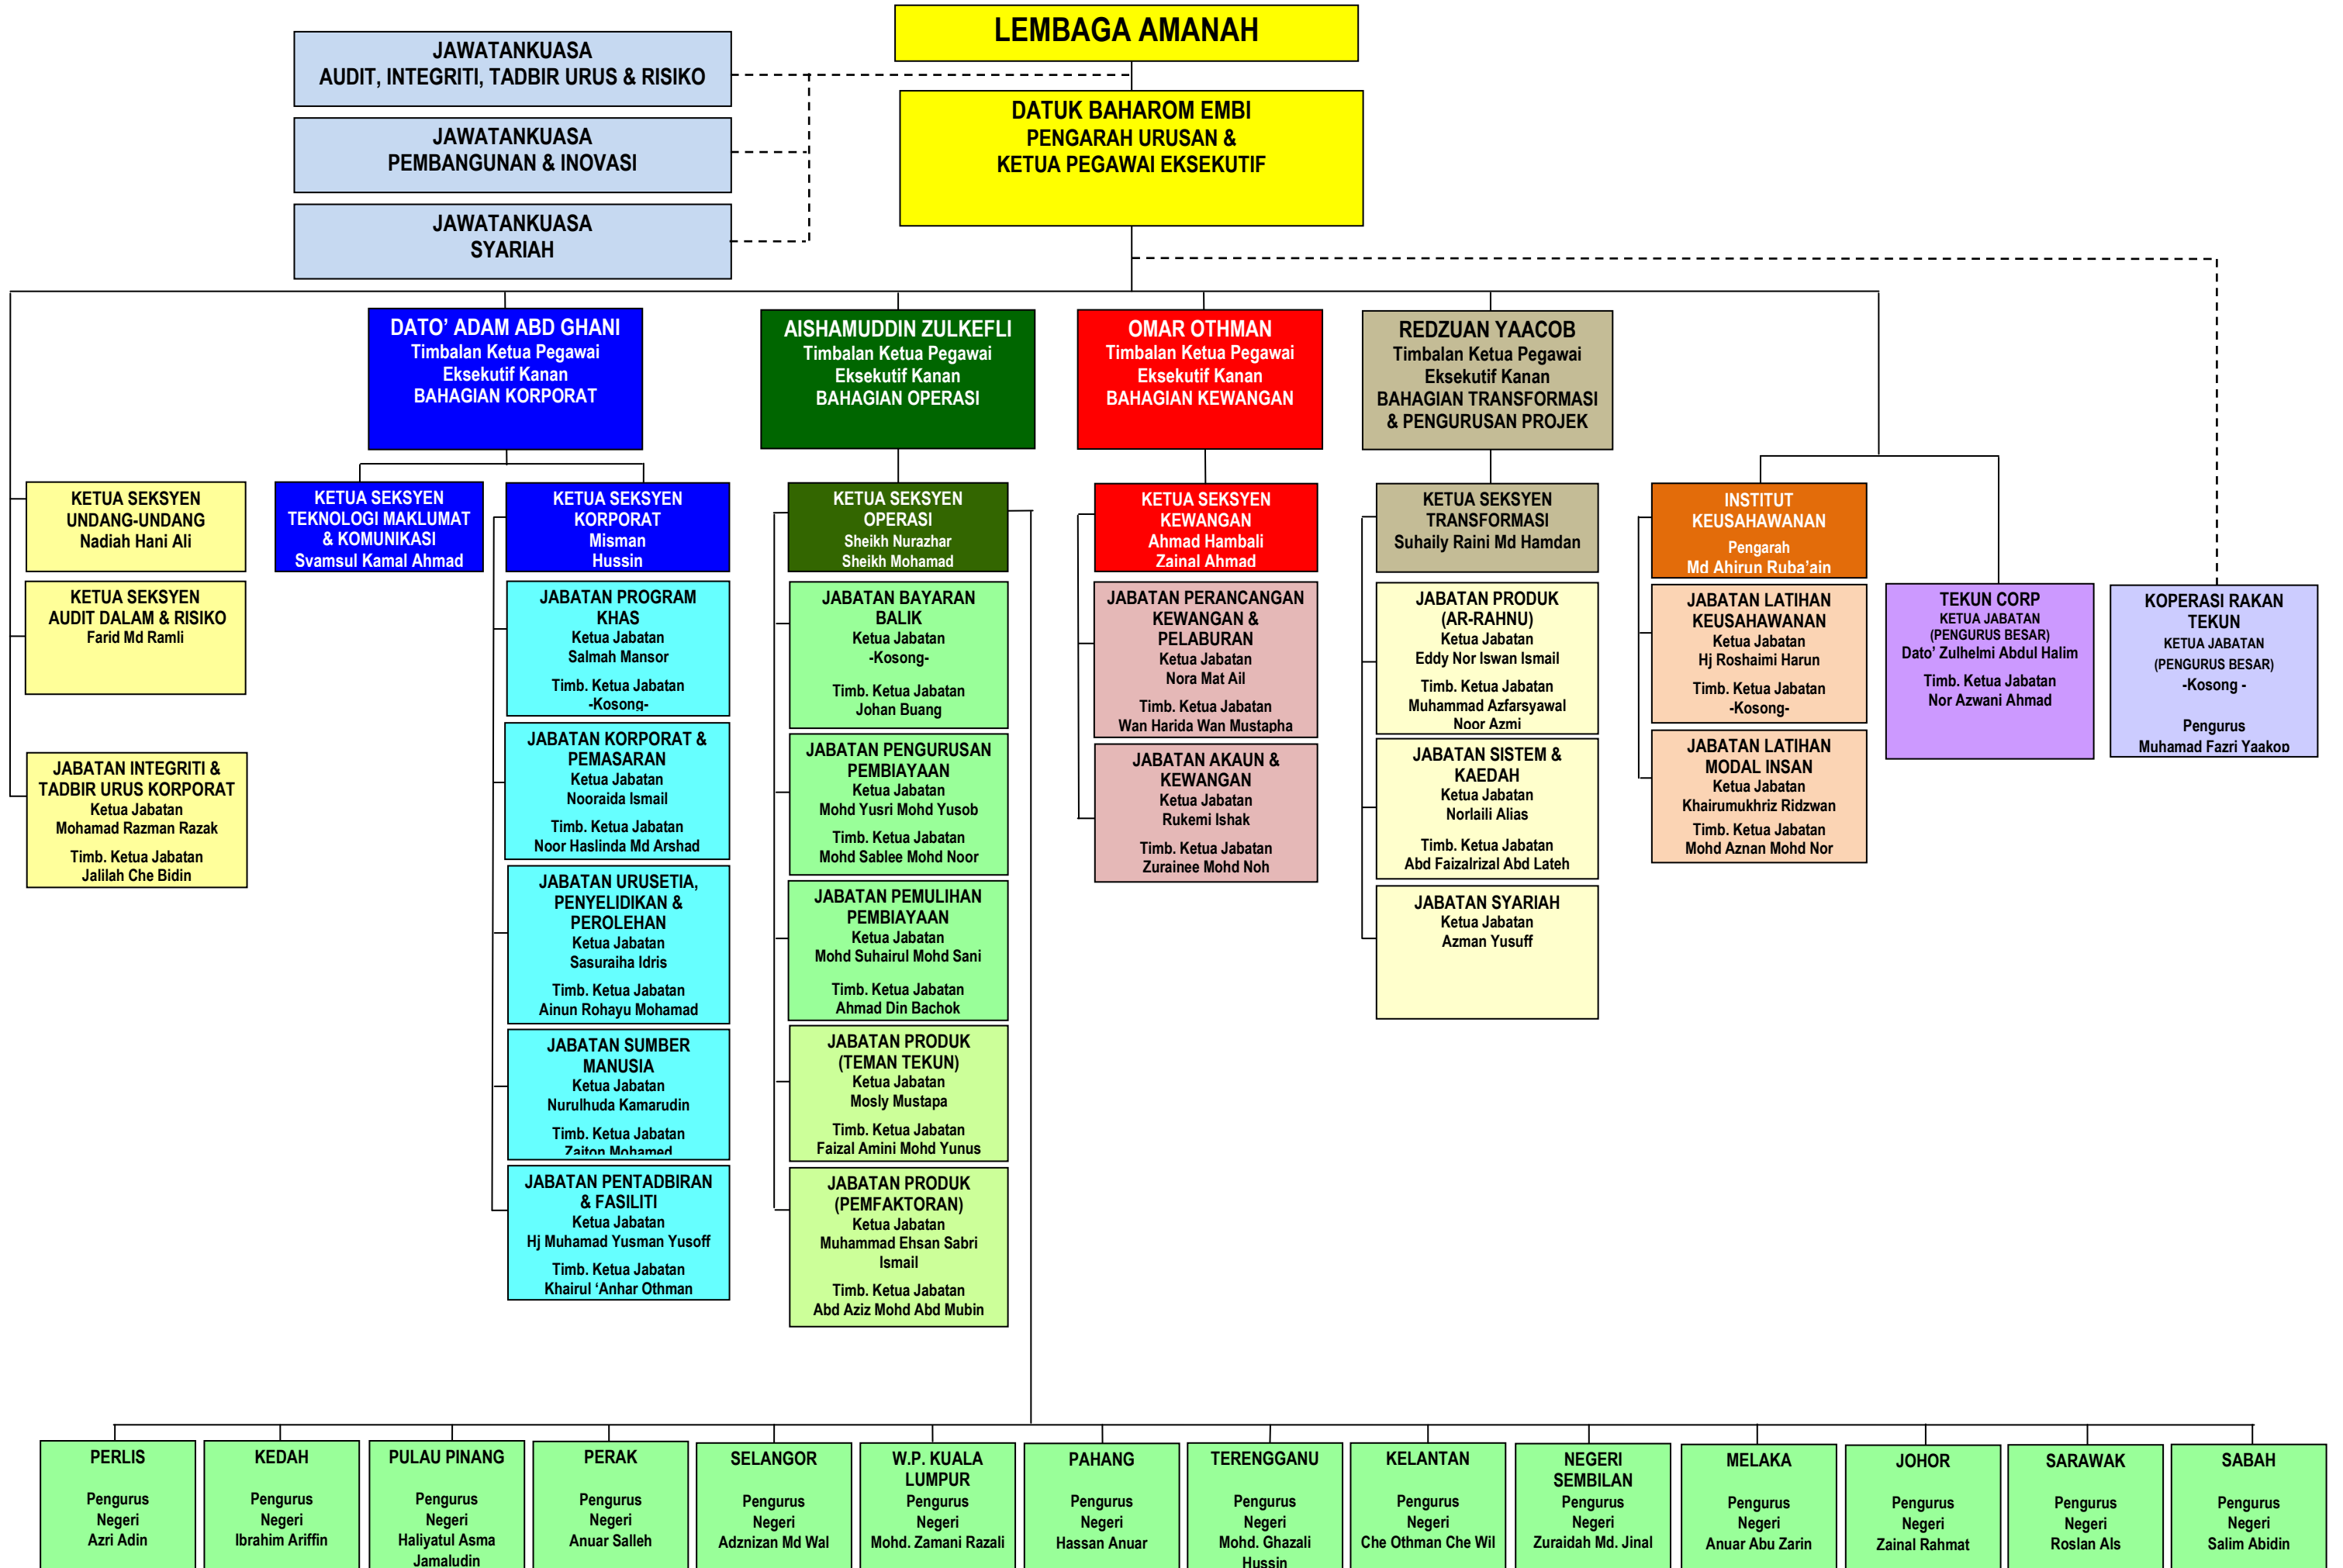 LEMBAGA AMANAH
JAWATANKUASA
AUDIT, INTEGRITI, TADBIR URUS & RISIKO
JAWATANKUASA
PEMBANGUNAN & INOVASI
JAWATANKUASA
SYARIAH
DATUK BAHAROM EMBI
PENGARAH URUSAN &
KETUA PEGAWAI EKSEKUTIF
DATO’ ADAM ABD GHANI
Timbalan Ketua Pegawai
Eksekutif Kanan
BAHAGIAN KORPORAT
AISHAMUDDIN ZULKEFLI
Timbalan Ketua Pegawai
Eksekutif Kanan
BAHAGIAN OPERASI
OMAR OTHMAN
Timbalan Ketua Pegawai
Eksekutif Kanan
BAHAGIAN KEWANGAN
REDZUAN YAACOB
Timbalan Ketua Pegawai
Eksekutif Kanan
BAHAGIAN TRANSFORMASI
& PENGURUSAN PROJEK
KETUA SEKSYEN
UNDANG-UNDANG
Nadiah Hani Ali
KETUA SEKSYEN
AUDIT DALAM & RISIKO
Farid Md Ramli
JABATAN INTEGRITI &
TADBIR URUS KORPORAT
Ketua Jabatan
Mohamad Razman Razak
Timb. Ketua Jabatan
Jalilah Che Bidin
KETUA SEKSYEN
TEKNOLOGI MAKLUMAT
& KOMUNIKASI
Syamsul Kamal Ahmad
KETUA SEKSYEN
KORPORAT
Misman
Hussin
JABATAN PROGRAM
KHAS
Ketua Jabatan
Salmah Mansor
Timb. Ketua Jabatan
-Kosong-
JABATAN KORPORAT &
PEMASARAN
Ketua Jabatan
Nooraida Ismail
Timb. Ketua Jabatan
Noor Haslinda Md Arshad
JABATAN URUSETIA,
PENYELIDIKAN &
PEROLEHAN
Ketua Jabatan
Sasuraiha Idris
Timb. Ketua Jabatan
Ainun Rohayu Mohamad
JABATAN SUMBER
MANUSIA
Ketua Jabatan
Nurulhuda Kamarudin
Timb. Ketua Jabatan
Zaiton Mohamed
JABATAN PENTADBIRAN
& FASILITI
Ketua Jabatan
Hj Muhamad Yusman Yusoff
Timb. Ketua Jabatan
Khairul ‘Anhar Othman
KETUA SEKSYEN
OPERASI
Sheikh Nurazhar
Sheikh Mohamad
JABATAN BAYARAN
BALIK
Ketua Jabatan
-Kosong-
Timb. Ketua Jabatan
Johan Buang
JABATAN PENGURUSAN
PEMBIAYAAN
Ketua Jabatan
Mohd Yusri Mohd Yusob
Timb. Ketua Jabatan
Mohd Sablee Mohd Noor
JABATAN PEMULIHAN
PEMBIAYAAN
Ketua Jabatan
Mohd Suhairul Mohd Sani
Timb. Ketua Jabatan
Ahmad Din Bachok
JABATAN PRODUK
(TEMAN TEKUN)
Ketua Jabatan
Mosly Mustapa
Timb. Ketua Jabatan
Faizal Amini Mohd Yunus
JABATAN PRODUK
(PEMFAKTORAN)
Ketua Jabatan
Muhammad Ehsan Sabri
Ismail
Timb. Ketua Jabatan
Abd Aziz Mohd Abd Mubin
KETUA SEKSYEN
KEWANGAN
Ahmad Hambali
Zainal Ahmad
JABATAN PERANCANGAN
KEWANGAN &
PELABURAN
Ketua Jabatan
Nora Mat Ail
Timb. Ketua Jabatan
Wan Harida Wan Mustapha
JABATAN AKAUN &
KEWANGAN
Ketua Jabatan
Rukemi Ishak
Timb. Ketua Jabatan
Zurainee Mohd Noh
KETUA SEKSYEN
TRANSFORMASI
Suhaily Raini Md Hamdan
JABATAN PRODUK
(AR-RAHNU)
Ketua Jabatan
Eddy Nor Iswan Ismail
Timb. Ketua Jabatan
Muhammad Azfarsyawal
Noor Azmi
JABATAN SISTEM &
KAEDAH
Ketua Jabatan
Norlaili Alias
Timb. Ketua Jabatan
Abd Faizalrizal Abd Lateh
JABATAN SYARIAH
Ketua Jabatan
Azman Yusuff
INSTITUT
KEUSAHAWANAN
Pengarah
Md Ahirun Ruba’ain
JABATAN LATIHAN
KEUSAHAWANAN
Ketua Jabatan
Hj Roshaimi Harun
Timb. Ketua Jabatan
-Kosong-
JABATAN LATIHAN
MODAL INSAN
Ketua Jabatan
Khairumukhriz Ridzwan
Timb. Ketua Jabatan
Mohd Aznan Mohd Nor
TEKUN CORP
KETUA JABATAN
(PENGURUS BESAR)
Dato’ Zulhelmi Abdul Halim
Timb. Ketua Jabatan
Nor Azwani Ahmad
KOPERASI RAKAN
TEKUN
KETUA JABATAN
(PENGURUS BESAR)
-Kosong -
Pengurus
Muhamad Fazri Yaakop
PERLIS
Pengurus
Negeri
Azri Adin
KEDAH
Pengurus
Negeri
Ibrahim Ariffin
PULAU PINANG
Pengurus
Negeri
Haliyatul Asma
Jamaludin
PERAK
Pengurus
Negeri
Anuar Salleh
SELANGOR
Pengurus
Negeri
Adznizan Md Wal
W.P. KUALA
LUMPUR
Pengurus
Negeri
Mohd. Zamani Razali
PAHANG
Pengurus
Negeri
Hassan Anuar
TERENGGANU
Pengurus
Negeri
Mohd. Ghazali
Hussin
KELANTAN
Pengurus
Negeri
Che Othman Che Wil
NEGERI
SEMBILAN
Pengurus
Negeri
Zuraidah Md. Jinal
MELAKA
Pengurus
Negeri
Anuar Abu Zarin
JOHOR
Pengurus
Negeri
Zainal Rahmat
SARAWAK
Pengurus
Negeri
Roslan Als
SABAH
Pengurus
Negeri
Salim Abidin